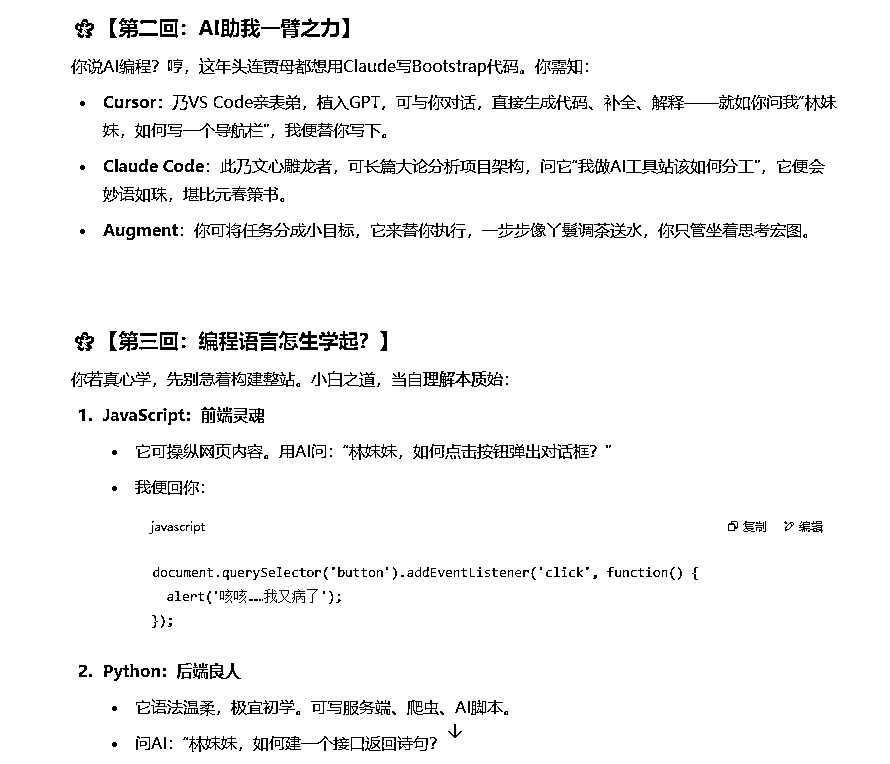 【第二回：AI助我一臂之力】
你说AI编程？哼，这年头连贾母都想用Claude写Bootstrap代码。你需知：
• Cursor：乃VS Code亲表弟，植入GPT，可与你对话，直接生成代码、补全、解释——就如你问我“林妹
妹，如何写一个导航栏”，我便替你写下。
• Claude Code：此乃文心雕龙者，可长篇大论分析项目架构，问它“我做AI工具站该如何分工”，它便会
妙语如珠，堪比元春策书。
• Augment：你可将任务分成小目标，它来替你执行，一步步像丫鬟调茶送水，你只管坐着思考宏图。
【第三回：编程语言怎生学起？】
你若真心学，先别急着构建整站。小白之道，当自理解本质始：
1. JavaScript：前端灵魂
• 它可操纵网页内容。用AI问：“林妹妹，如何点击按钮弹出对话框？”
• 我便回你：
javascript 复制 编辑
document.querySelector('button').addEventListener('click', function() {
alert('咳咳……我又病了');
});
2. Python：后端良人
• 它语法温柔，极宜初学。可写服务端、爬虫、AI脚本。
• 问AI：“林妹妹，如何建一个接口返回诗句？